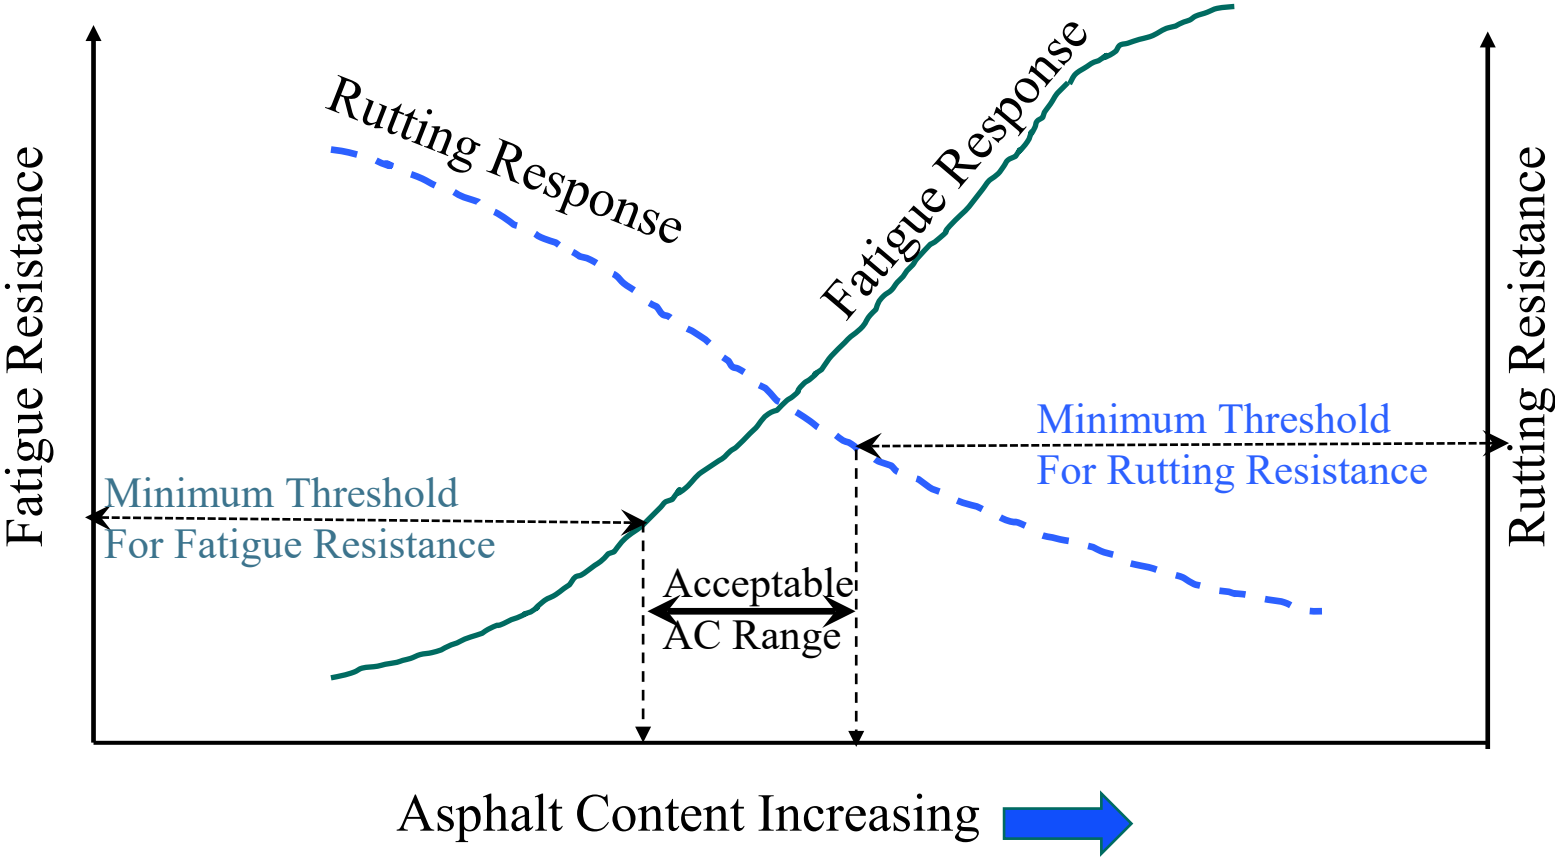 Rutting Response
Fatigue Response
Fatigue Resistance
Rutting Resistance
Minimum Threshold
For Rutting Resistance
Minimum Threshold
For Fatigue Resistance
Acceptable
AC Range
Asphalt Content Increasing